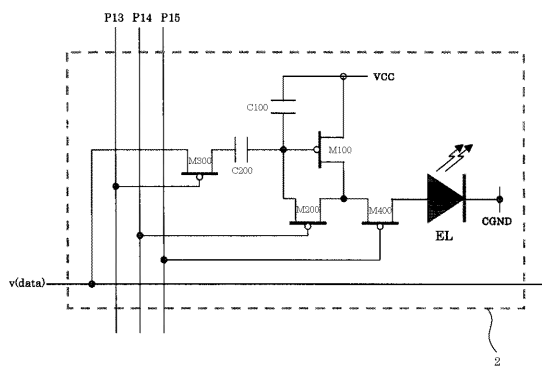 P13 P14 P15
VCC
C100
M100
M300
C200
M200
M400
EL
CGND
v(data)
2